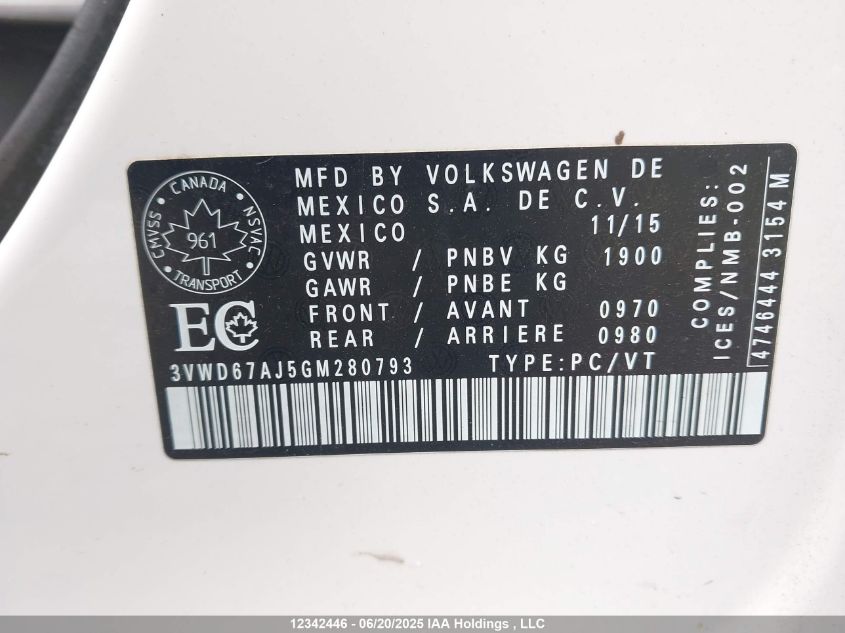 CANADA
CMVSS NSVAC
961
TRANSPORT
EC
MFD BY VOLKSWAGEN DE
MEXICO S.A. DE C.V.
MEXICO 11/15
GVWR / PNBV KG 1900
GAWR / PNBE KG
FRONT / AVANT 0970
REAR / ARRIERE 0980
3VWD67AJ5GM280793 TYPE:PC/VT
COMPLIES:
ICES/NMB-002
4746444 3154 M
12342446 - 06/20/2025 IAA Holdings , LLC